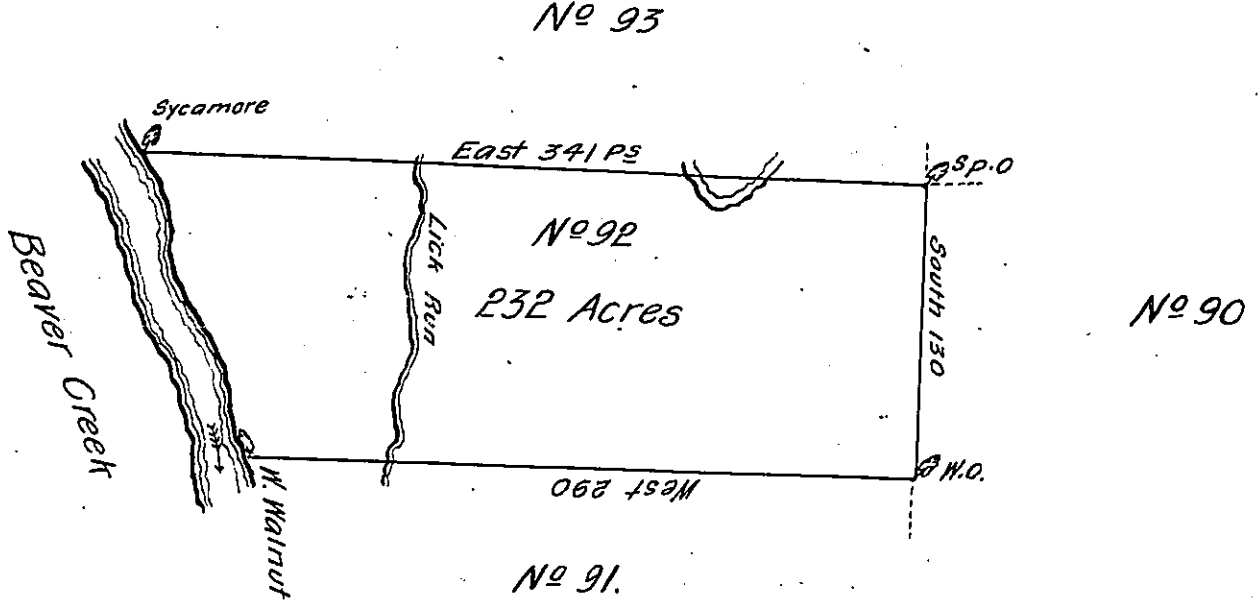 Nº 93
Sycamore
East 341 Ps
S.P.O
Nº 92
Lick Run
232 Acres
South 130
Nº 90
Beaver Creek
W. Walnut
West 290
W.O.
Nº 91.